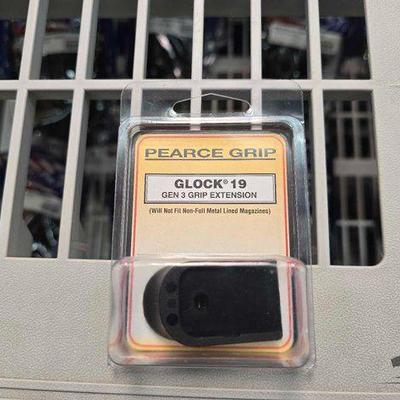 PEARCE GRIP
GLOCK® 19
GEN 3 GRIP EXTENSION
(Will Not Fit Non-Full Metal Lined Magazines)